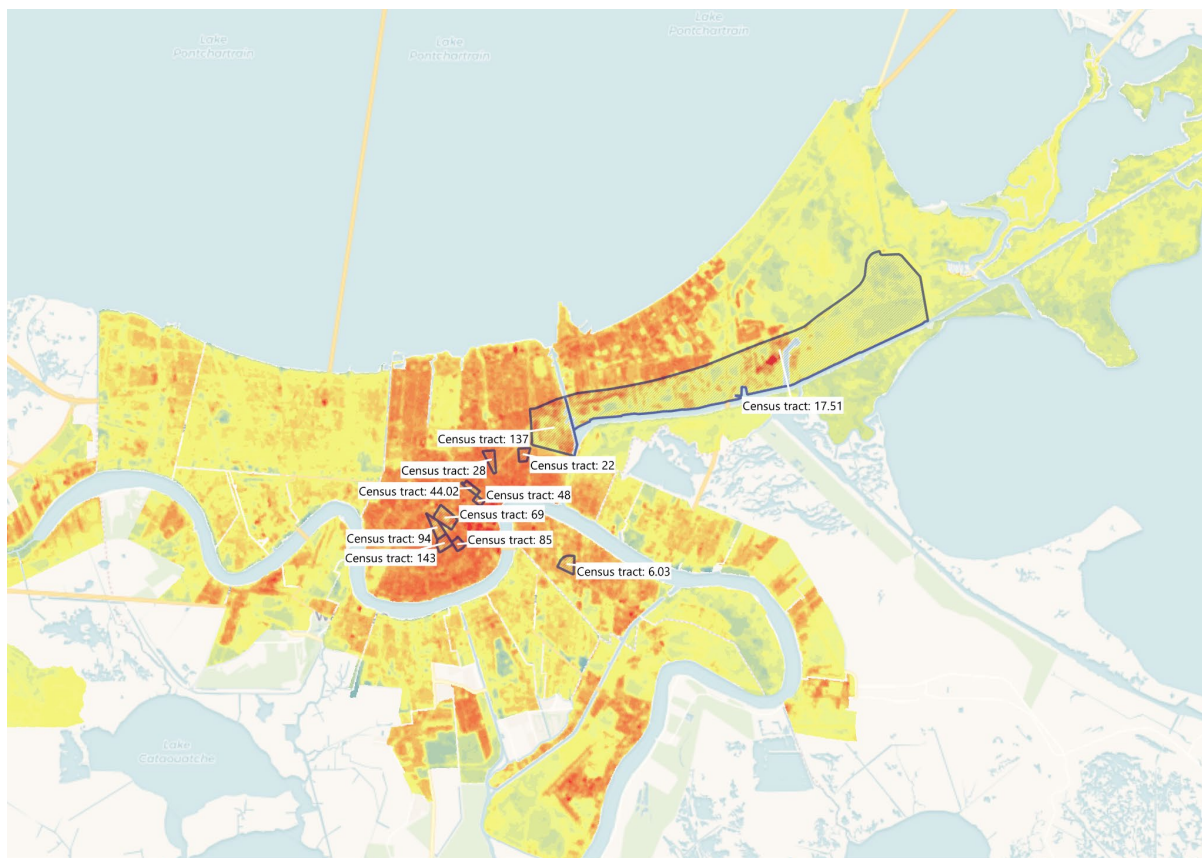 Lake
Pontchartrain
Lake
Pontchartrain
Lake
Pontchartrain
Census tract: 17.51
Census tract: 137
Census tract: 22
Census tract: 28
Census tract: 44.02
Census tract: 48
Census tract: 69
Census tract: 94
Census tract: 85
Census tract: 143
Census tract: 6.03
Lake
Cataouatche